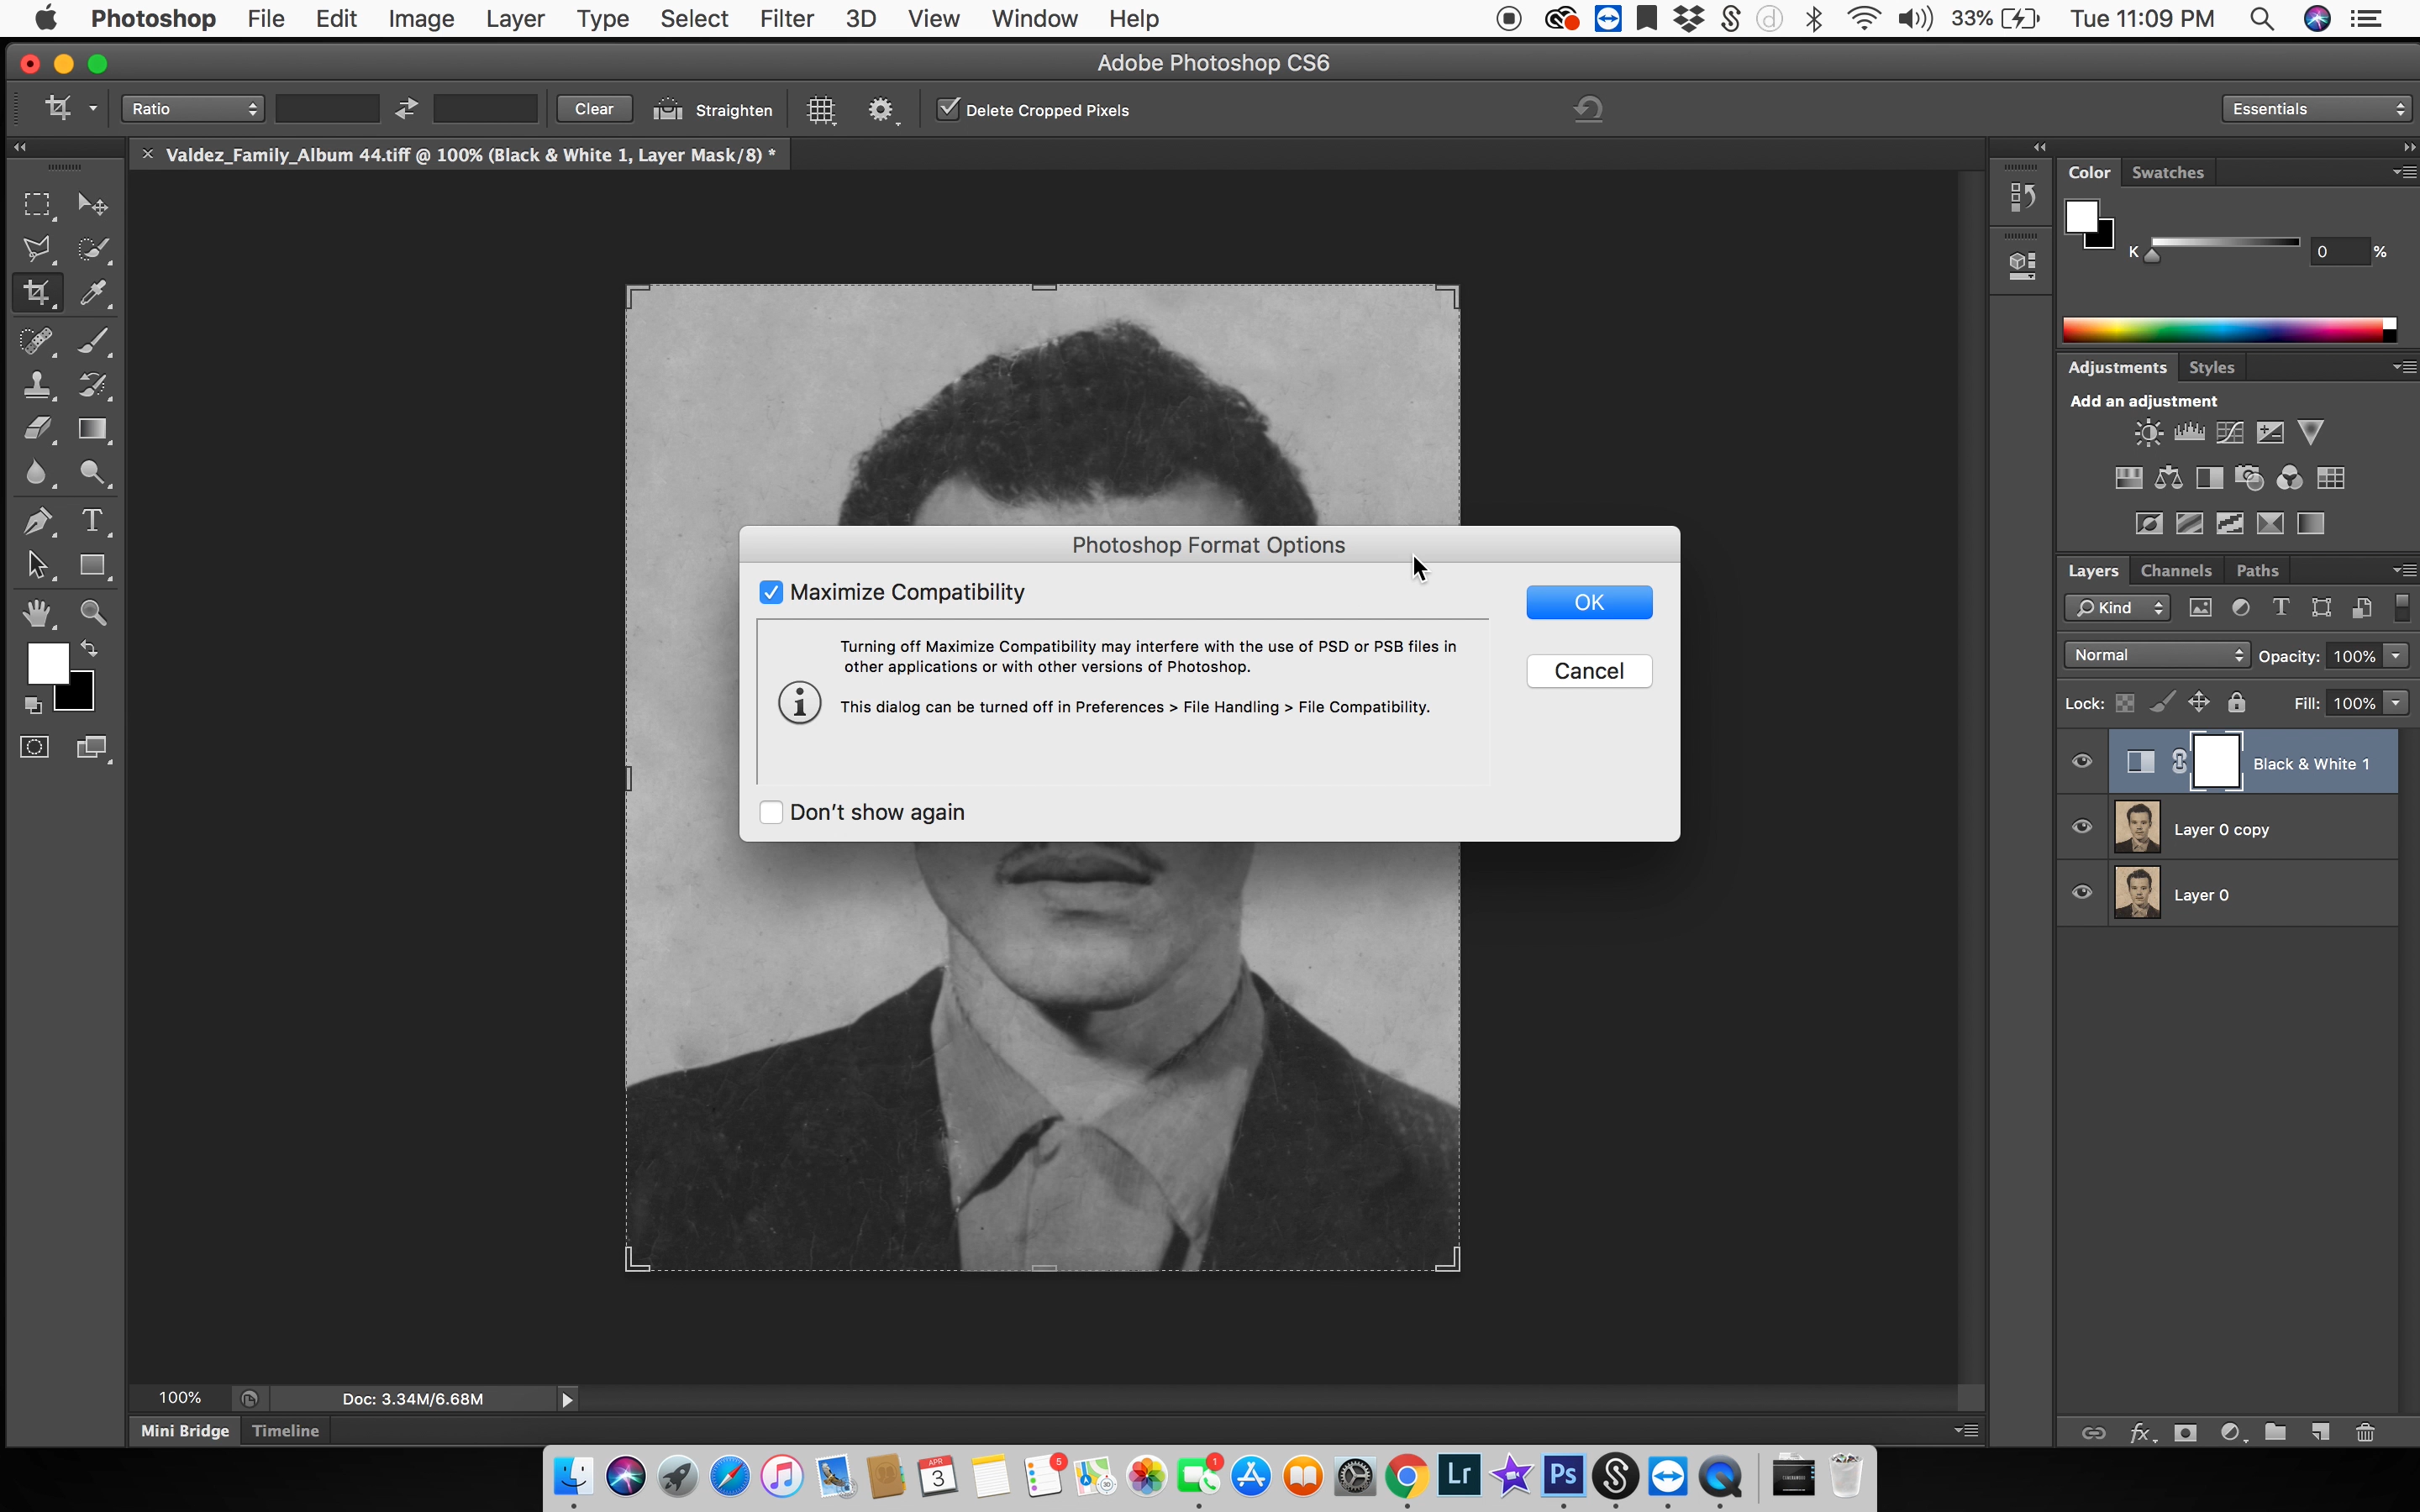 Photoshop File Edit Image Layer Type Select Filter 3D View Window Help 33% Tue 11:09 PM
Adobe Photoshop CS6
Ratio Clear Straighten Delete Cropped Pixels Essentials
× Valdez_Family_Album 44.tiff @ 100% (Black & White 1, Layer Mask/8) *
Color Swatches
K 0 %
Adjustments Styles
Add an adjustment
Photoshop Format Options
Maximize Compatibility
OK
Turning off Maximize Compatibility may interfere with the use of PSD or PSB files in
other applications or with other versions of Photoshop.
Cancel
This dialog can be turned off in Preferences > File Handling > File Compatibility.
Don't show again
Layers Channels Paths
Kind
Normal Opacity: 100%
Lock: Fill: 100%
Black & White 1
Layer 0 copy
Layer 0
100% Doc: 3.34M/6.68M
Mini Bridge Timeline
APR
3
5
1
Lr
Ps